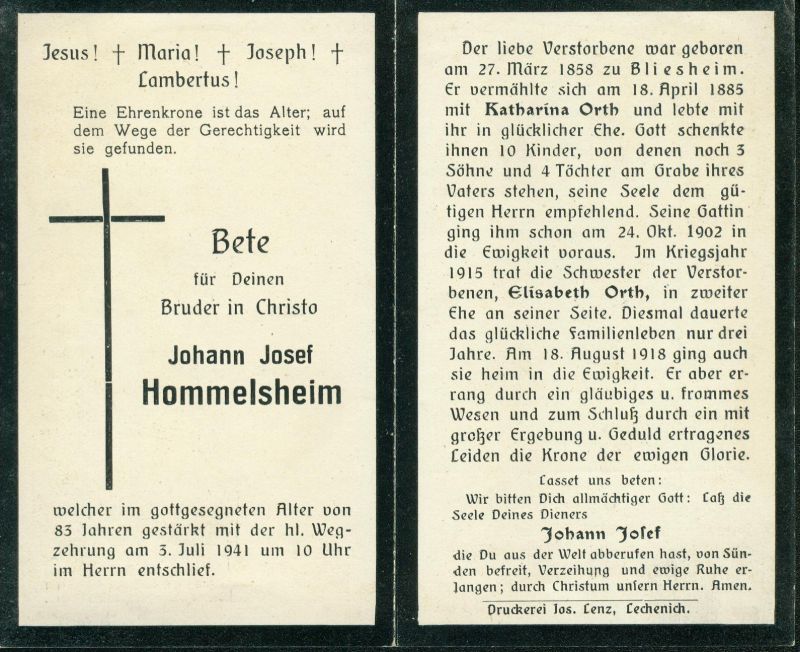 Jesus! † Maria! † Joseph! †
Lambertus!
Eine Ehrenkrone ist das Alter; auf
dem Wege der Gerechtigkeit wird
sie gefunden.
Bete
für Deinen
Bruder in Christo
Johann Josef
Hommelsheim
welcher im gottgesegneten Alter von
83 Jahren gestärkt mit der hl. Weg-
zehrung am 3. Juli 1941 um 10 Uhr
im Herrn entschlief.
Der liebe Verstorbene war geboren
am 27. März 1858 zu Bliesheim.
Er vermählte sich am 18. April 1885
mit Katharina Orth und lebte mit
ihr in glücklicher Ehe. Gott schenkte
ihnen 10 Kinder, von denen noch 3
Söhne und 4 Töchter am Grabe ihres
Vaters stehen, seine Seele dem gü-
tigen Herrn empfehlend. Seine Gattin
ging ihm schon am 24. Okt. 1902 in
die Ewigkeit voraus. Im Kriegsjahr
1915 trat die Schwester der Verstor-
benen, Elisabeth Orth, in zweiter
Ehe an seiner Seite. Diesmal dauerte
das glückliche Familienleben nur drei
Jahre. Am 18. August 1918 ging auch
sie heim in die Ewigkeit. Er aber er-
rang durch ein gläubiges u. frommes
Wesen und zum Schluß durch ein mit
großer Ergebung u. Geduld ertragenes
Leiden die Krone der ewigen Glorie.
Lasset uns beten:
Wir bitten Dich allmächtiger Gott: Laß die
Seele Deines Dieners
Johann Josef
die Du aus der Welt abberufen hast, von Sün-
den befreit, Verzeihung und ewige Ruhe er-
langen; durch Christum unsern Herrn. Amen.
Druckerei Jos. Lenz, Lechenich.